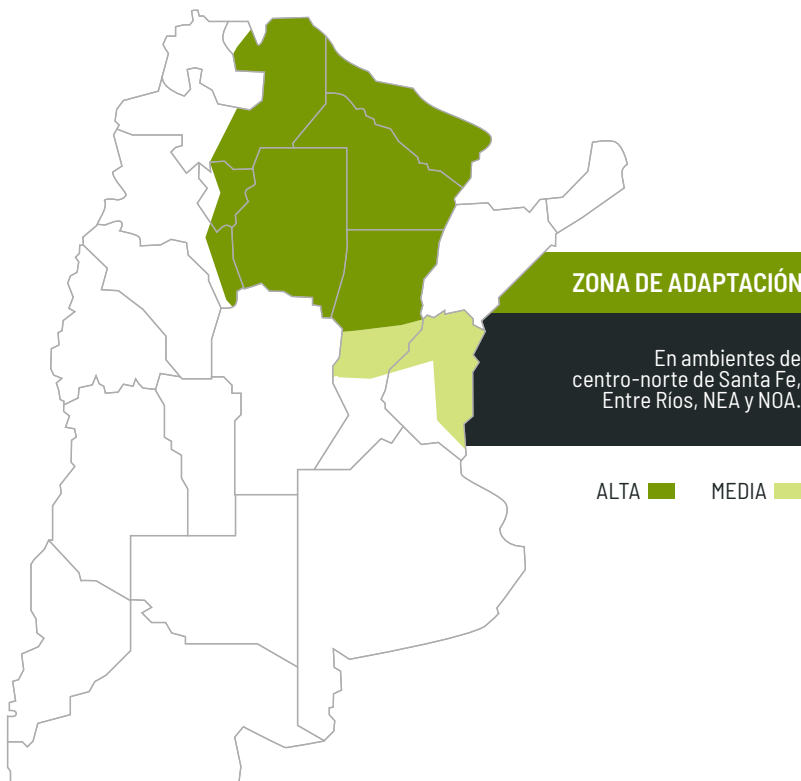 ZONA DE ADAPTACIÓN
En ambientes de
centro-norte de Santa Fe,
Entre Ríos, NEA y NOA.
ALTA MEDIA